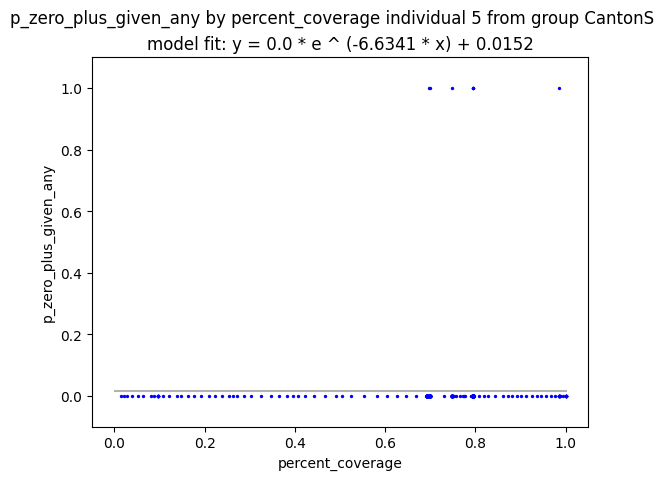 p_zero_plus_given_any by percent_coverage individual 5 from group CantonS
model fit: y = 0.0 * e ^ (-6.6341 * x) + 0.0152
1.0
0.8
0.6
0.4
0.2
0.0
p_zero_plus_given_any
0.0 0.2 0.4 0.6 0.8 1.0
percent_coverage